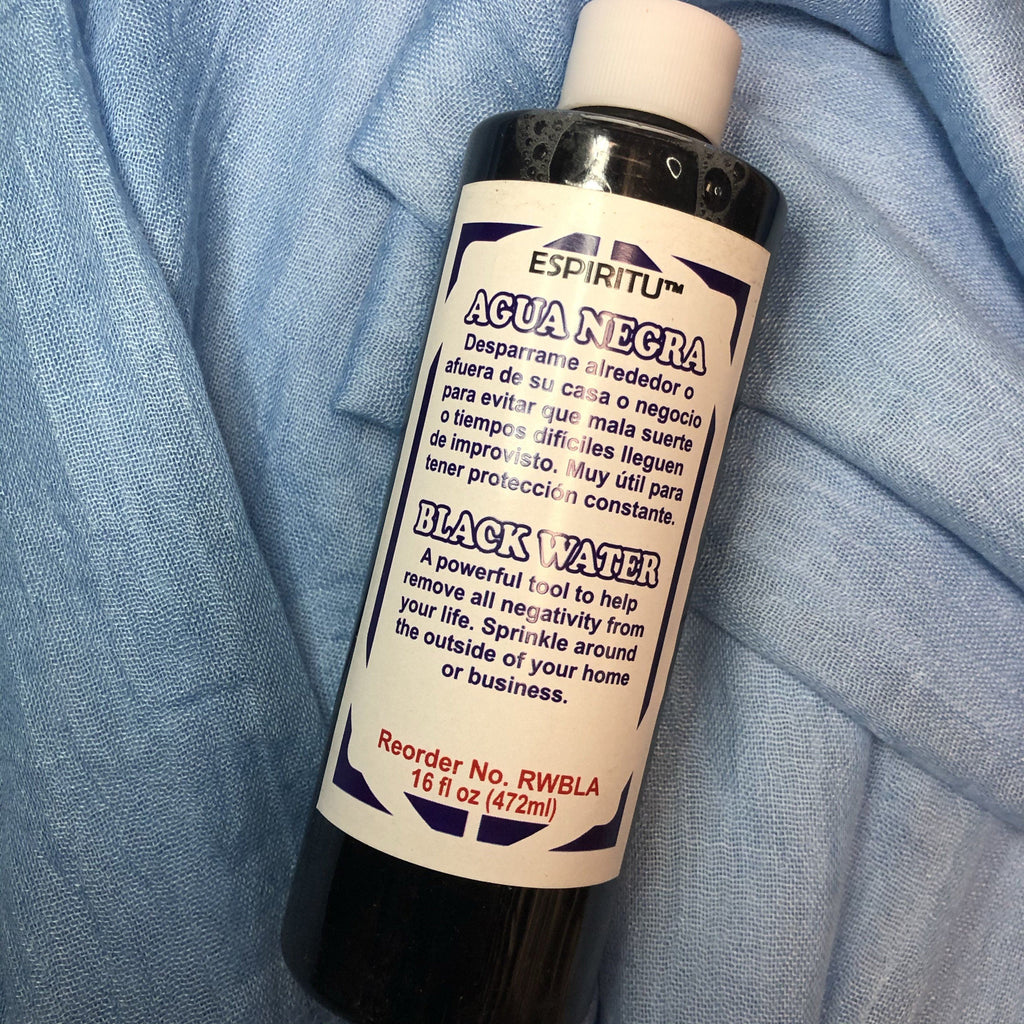 ESPIRITU™
AGUA NEGRA
Desparrame alrededor o
afuera de su casa o negocio
para evitar que mala suerte
o tiempos difíciles lleguen
de improvisto. Muy útil para
tener protección constante.
BLACK WATER
A powerful tool to help
remove all negativity from
your life. Sprinkle around
the outside of your home
or business.
Reorder No. RWBLA
16 fl oz (472ml)